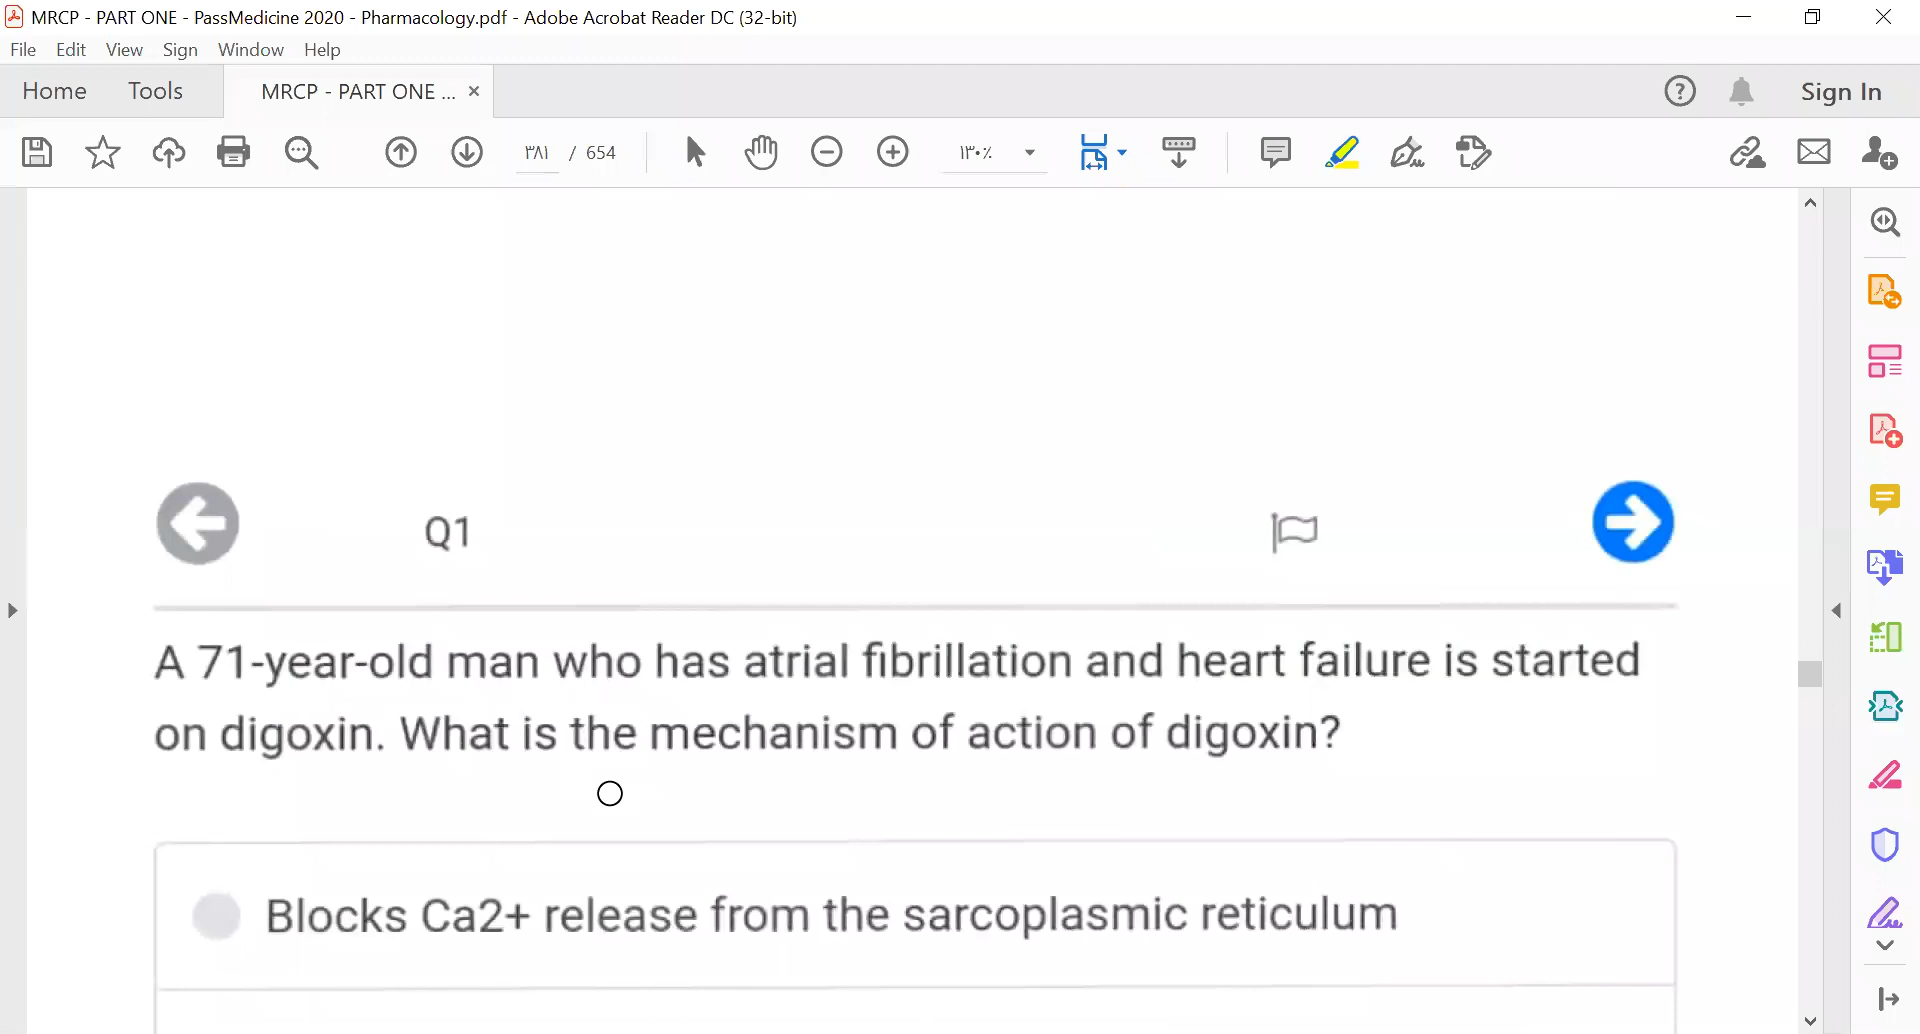 MRCP - PART ONE - PassMedicine 2020 - Pharmacology.pdf - Adobe Acrobat Reader DC (32-bit)
File Edit View Sign Window Help
Home Tools MRCP - PART ONE ... × Sign In
٣٨١ / 654 ١٣٠٪
Q1
A 71-year-old man who has atrial fibrillation and heart failure is started
on digoxin. What is the mechanism of action of digoxin?
Blocks Ca2+ release from the sarcoplasmic reticulum